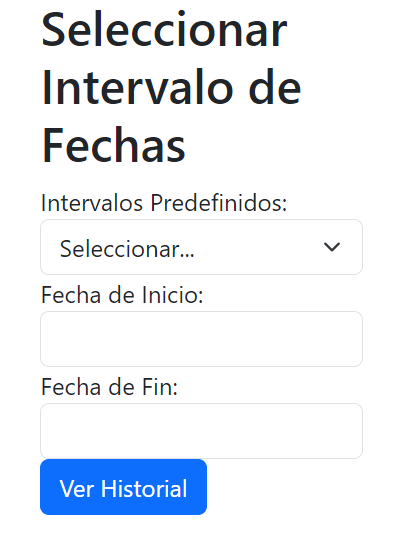 Seleccionar
Intervalo de
Fechas
Intervalos Predefinidos:
Seleccionar...
Fecha de Inicio:
Fecha de Fin:
Ver Historial